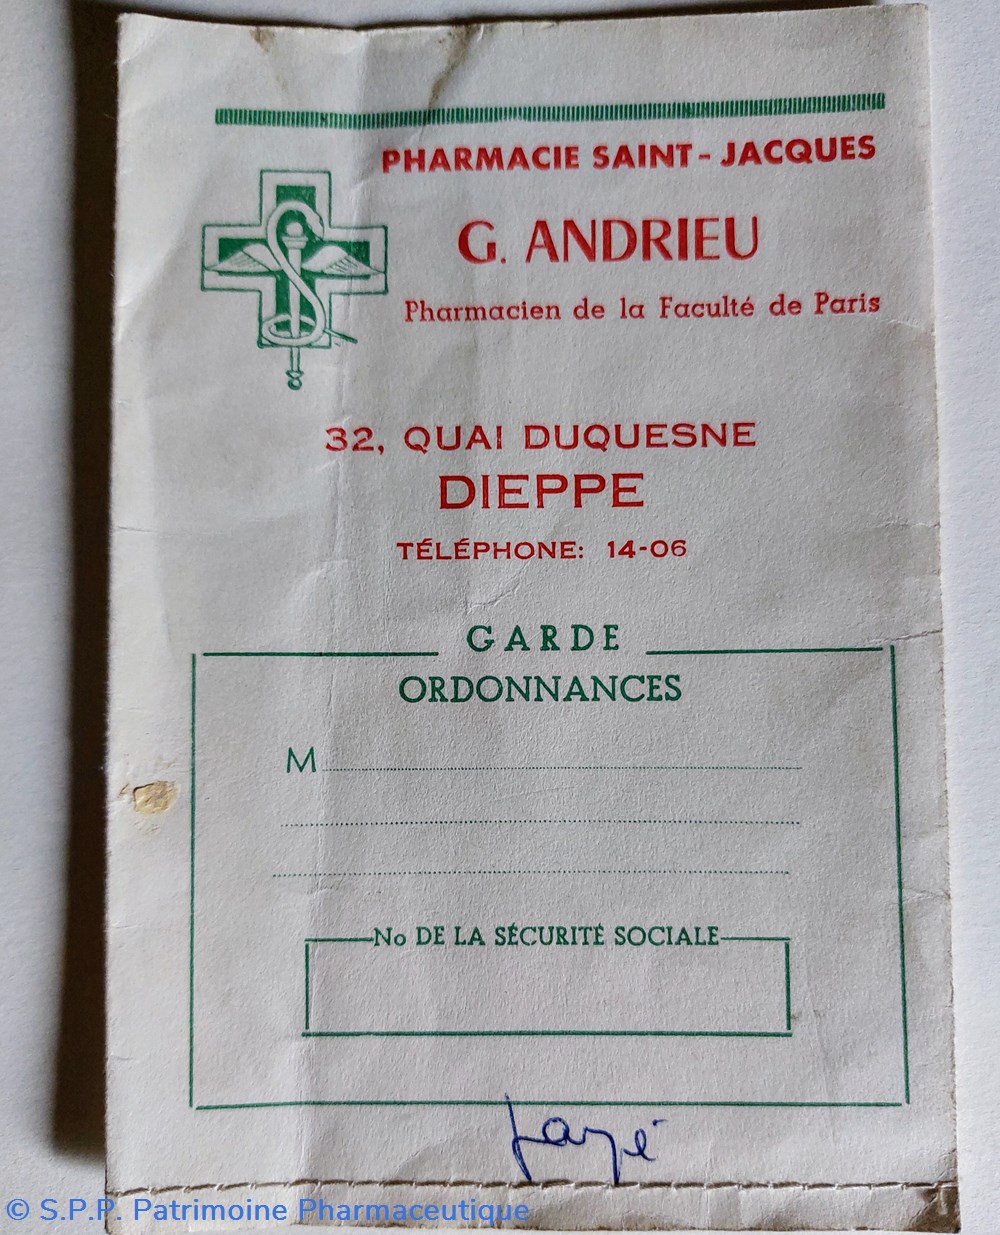 PHARMACIE SAINT-JACQUES
G. ANDRIEU
Pharmacien de la Faculté de Paris
32, QUAI DUQUESNE
DIEPPE
TÉLÉPHONE: 14-06
GARDE
ORDONNANCES
M
No DE LA SÉCURITÉ SOCIALE
payé
© S.P.P. Patrimoine Pharmaceutique